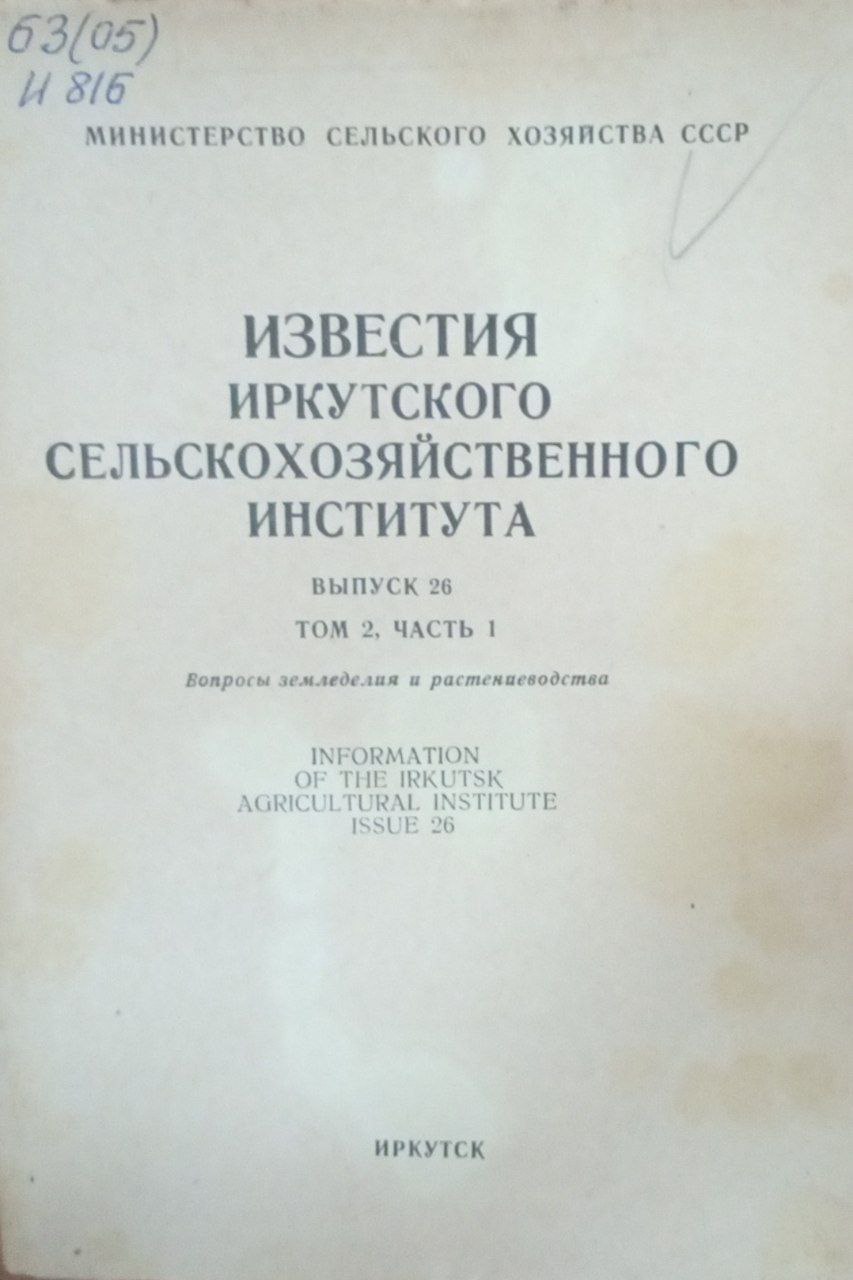 63(05)
И 816
МИНИСТЕРСТВО СЕЛЬСКОГО ХОЗЯЙСТВА СССР
ИЗВЕСТИЯ
ИРКУТСКОГО
СЕЛЬСКОХОЗЯЙСТВЕННОГО
ИНСТИТУТА
ВЫПУСК 26
ТОМ 2, ЧАСТЬ 1
Вопросы земледелия и растениеводства
INFORMATION
OF THE IRKUTSK
AGRICULTURAL INSTITUTE
ISSUE 26
ИРКУТСК